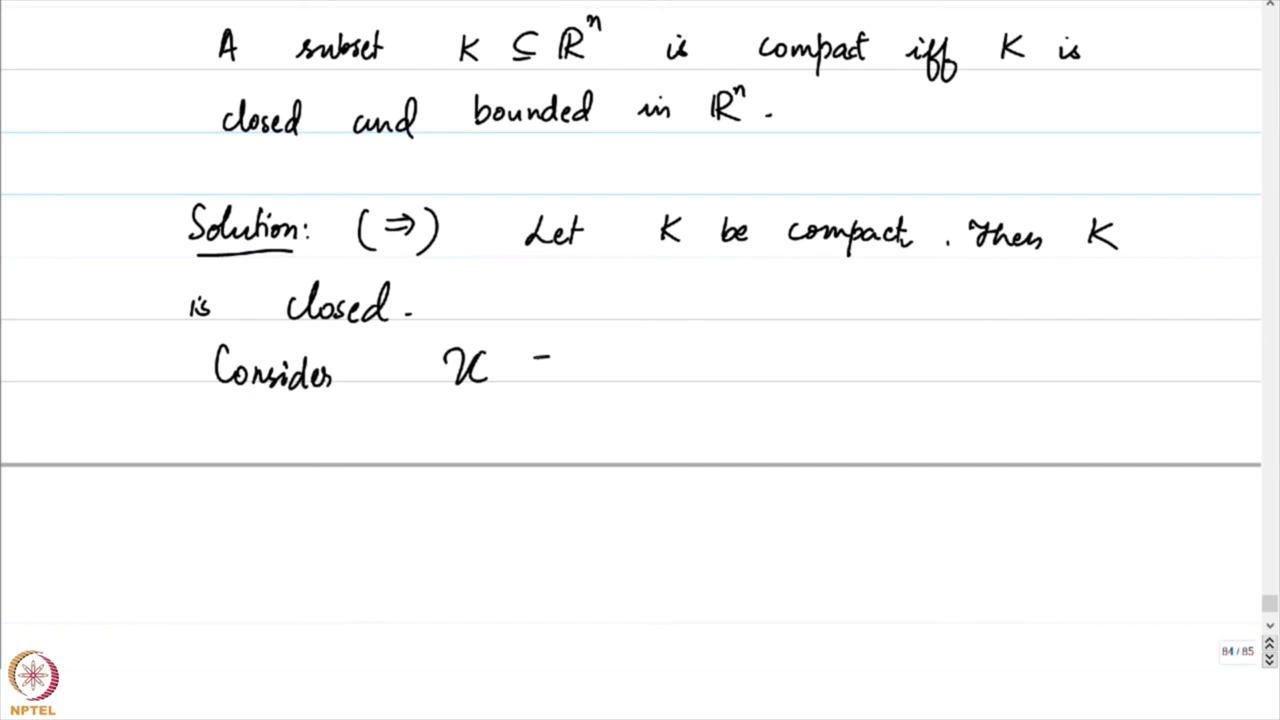 A subset K ⊆ ℝⁿ is compact iff K is
closed and bounded in ℝⁿ.
Solution: (⇒) Let K be compact. Then K
is closed.
Consider 𝒰 =
84 / 85
NPTEL